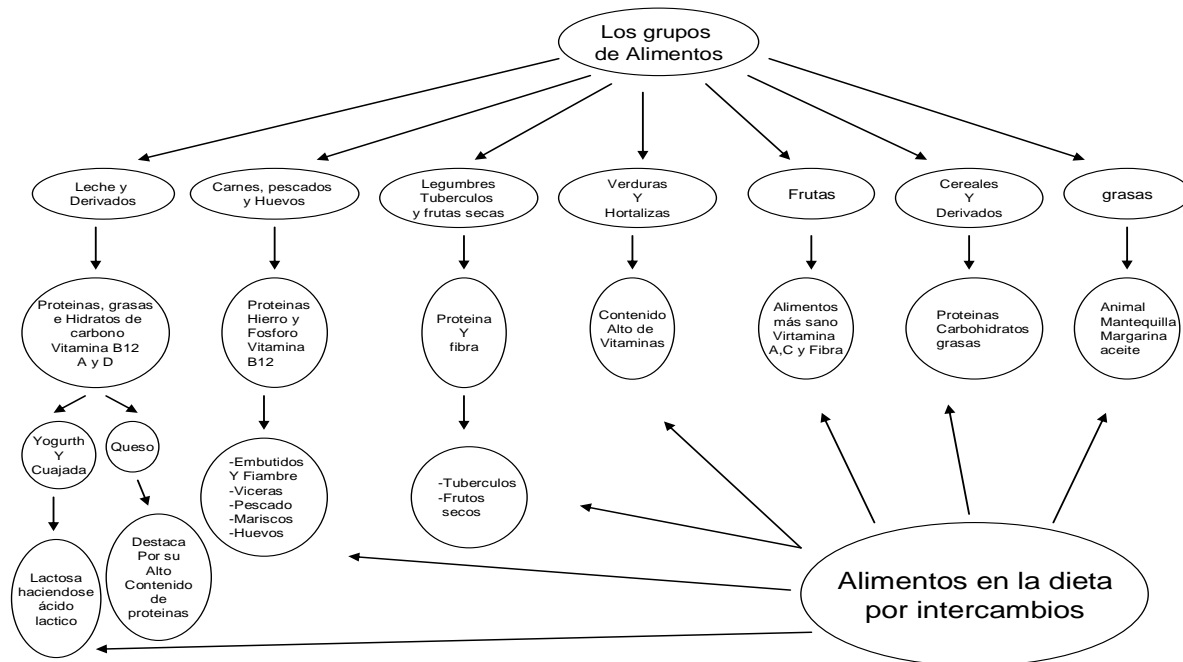 Los grupos
de Alimentos
Leche y
Derivados
Carnes, pescados
y Huevos
Legumbres
Tuberculos
y frutas secas
Verduras
Y
Hortalizas
Frutas
Cereales
Y
Derivados
grasas
Proteinas, grasas
e Hidratos de
carbono
Vitamina B12
A y D
Proteinas
Hierro y
Fosforo
Vitamina
B12
Proteina
Y
fibra
Contenido
Alto de
Vitaminas
Alimentos
más sano
Virtamina
A,C y Fibra
Proteinas
Carbohidratos
grasas
Animal
Mantequilla
Margarina
aceite
Yogurth
Y
Cuajada
Queso
-Embutidos
Y Fiambre
-Viceras
-Pescado
-Mariscos
-Huevos
-Tuberculos
-Frutos
secos
Lactosa
haciendose
ácido
lactico
Destaca
Por su
Alto
Contenido
de
proteinas
Alimentos en la dieta
por intercambios